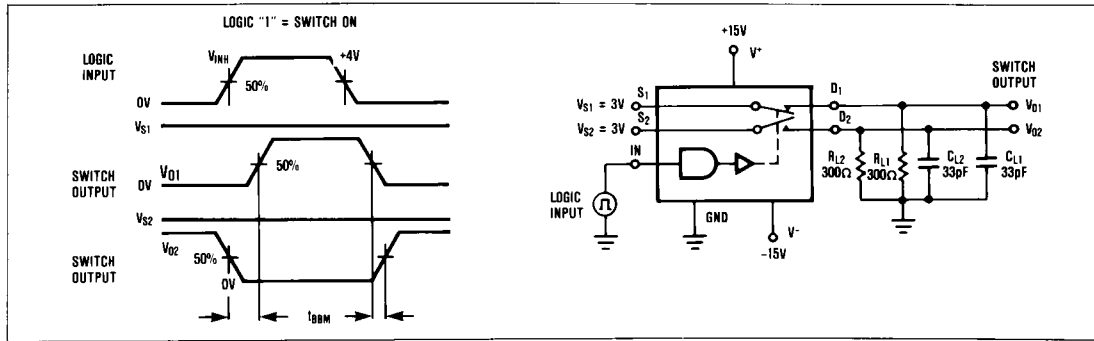 LOGIC "1" = SWITCH ON
LOGIC
INPUT
VINH
+4V
50%
0V
VS1
SWITCH
OUTPUT
VO1
50%
0V
VS2
VO2
SWITCH
OUTPUT
50%
0V
tBBM
+15V
V+
SWITCH
OUTPUT
S1
D1
VS1 = 3V
VO1
S2
D2
VS2 = 3V
VO2
IN
RL2
300Ω
RL1
300Ω
CL2
33pF
CL1
33pF
LOGIC
INPUT
GND
V-
-15V